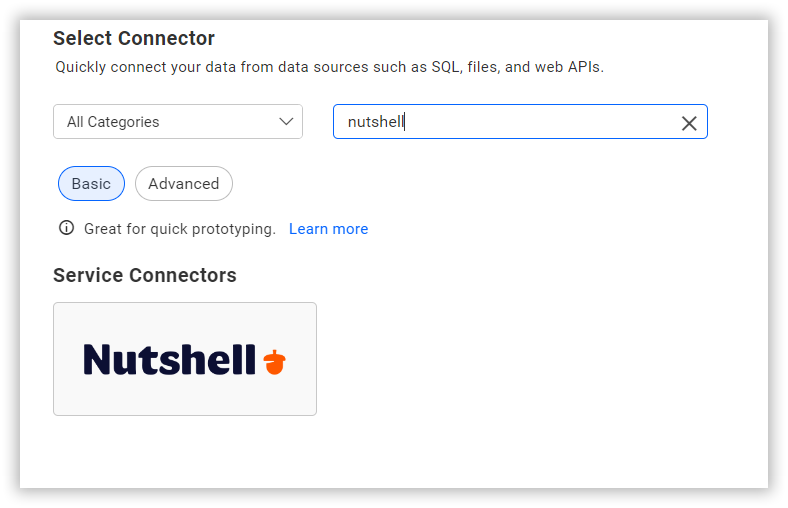 Select Connector
Quickly connect your data from data sources such as SQL, files, and web APIs.
All Categories
nutshell
Basic
Advanced
Great for quick prototyping. Learn more
Service Connectors
Nutshell